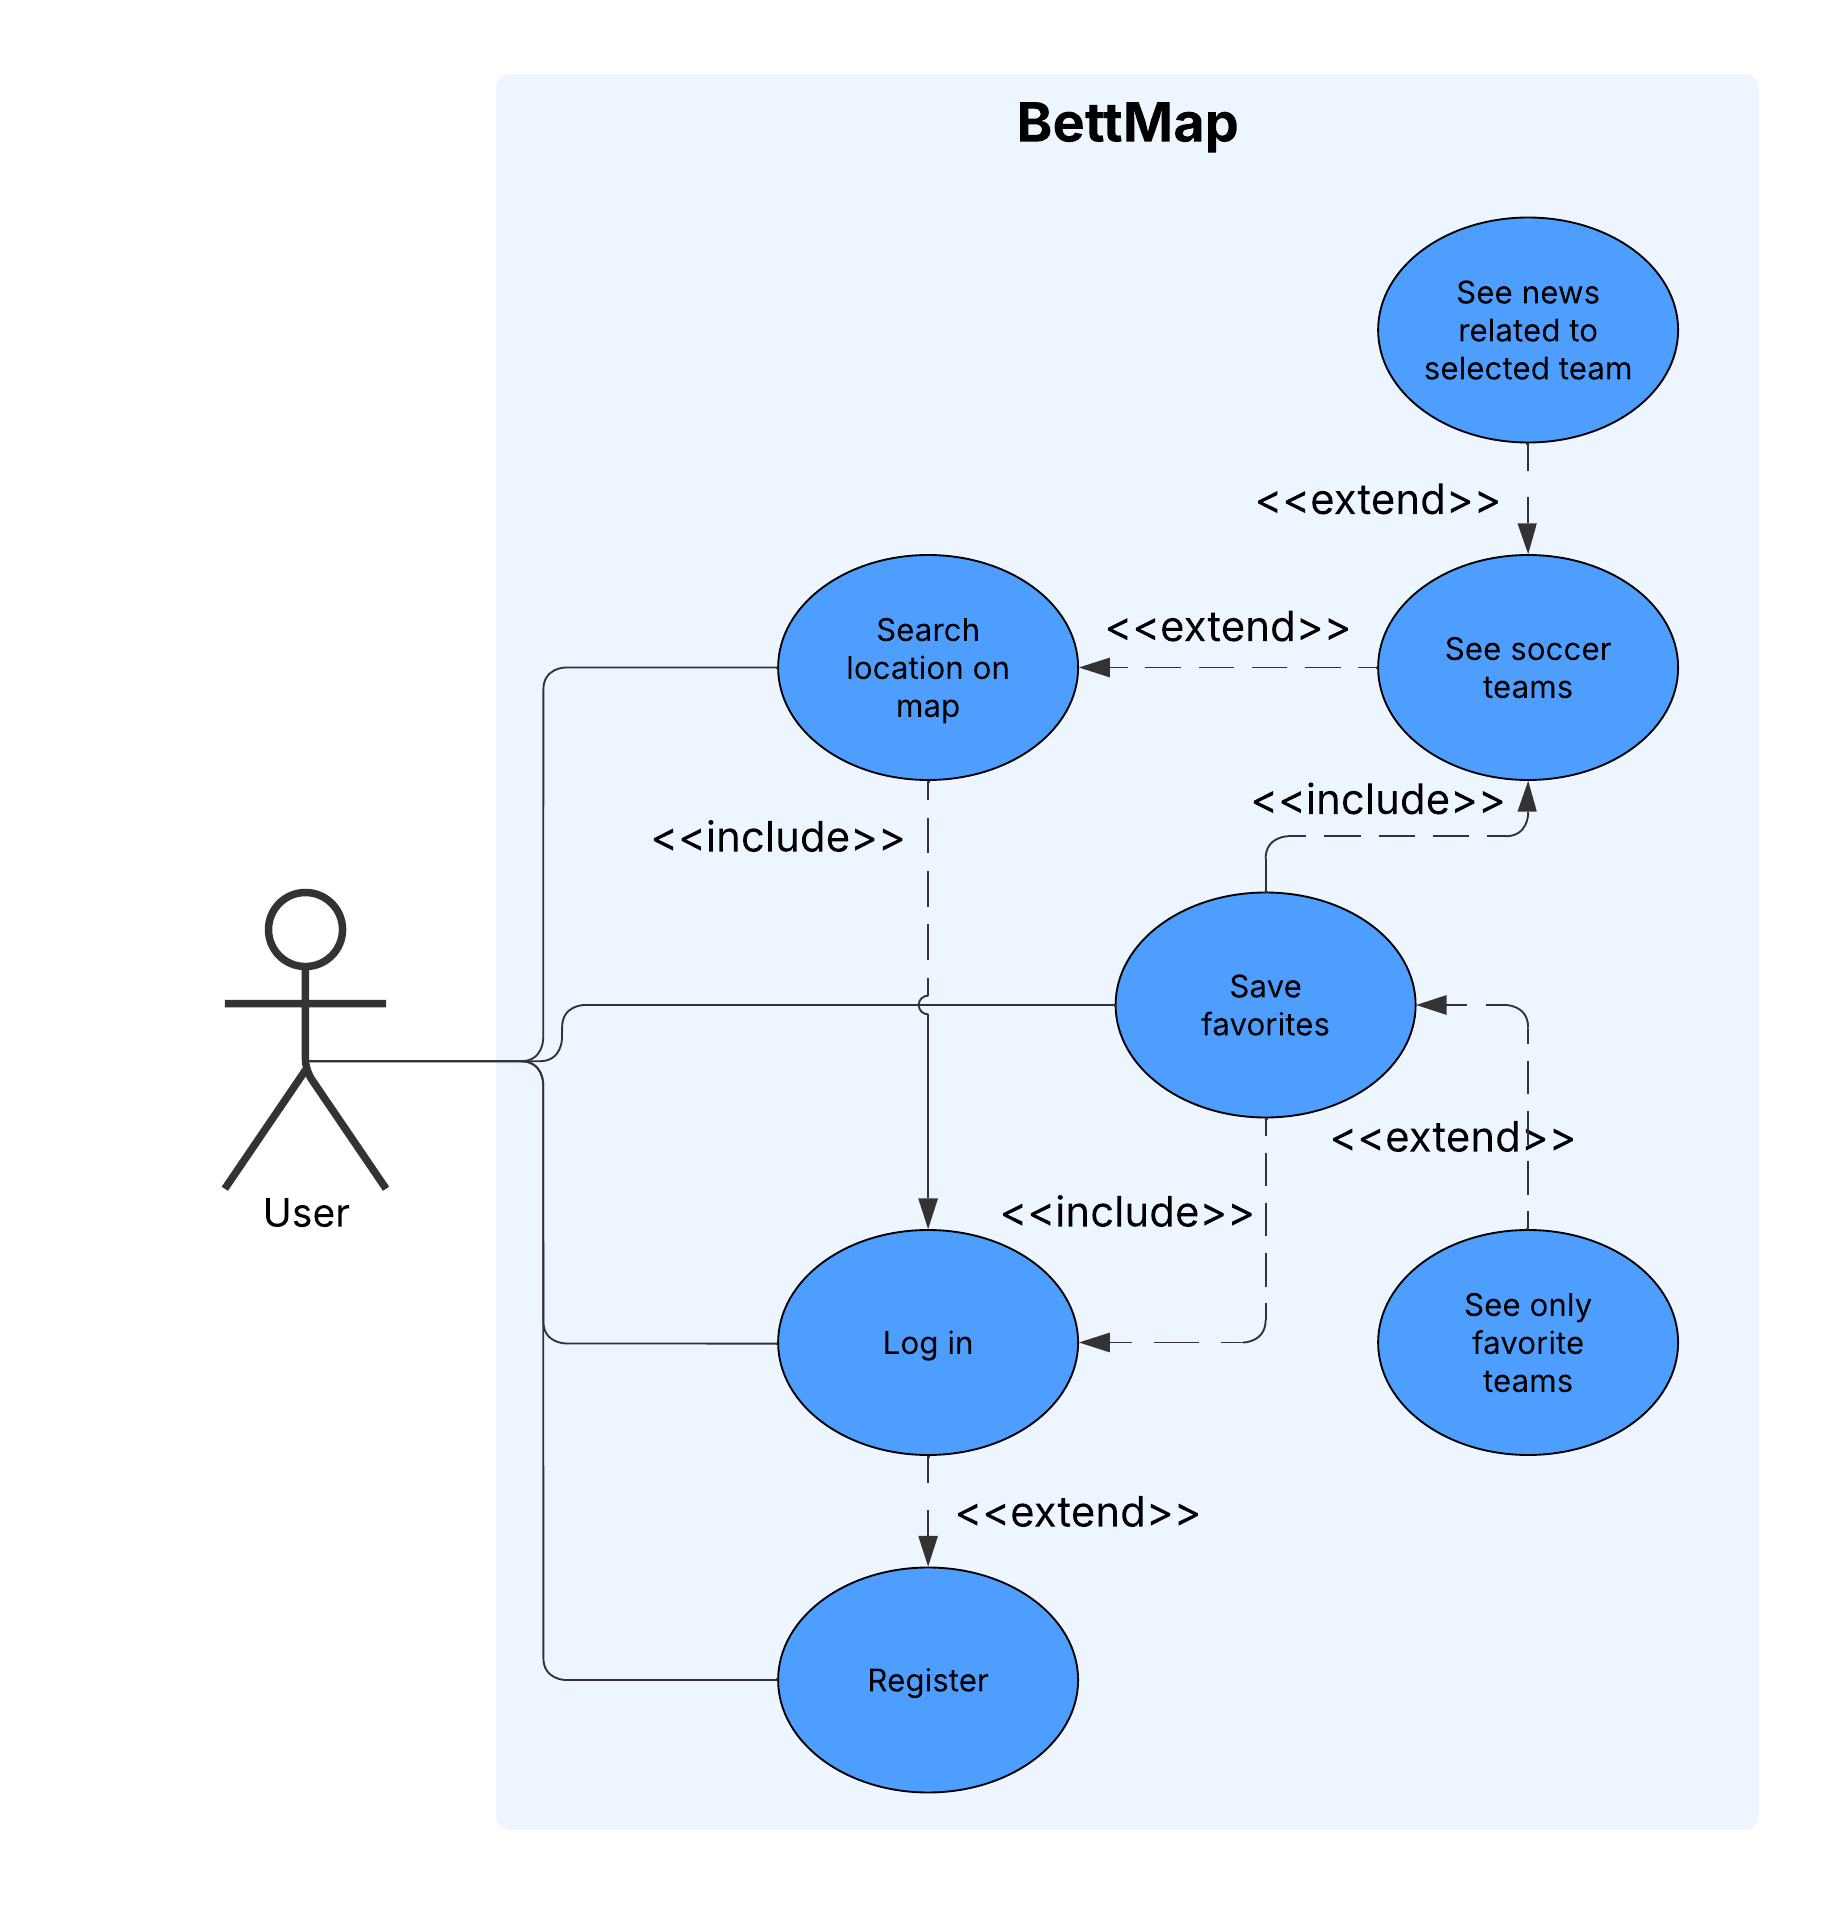 BettMap
See news
related to
selected team
<<extend>>
Search
location on
map
<<extend>>
See soccer
teams
<<include>>
<<include>>
Save
favorites
<<extend>>
User
<<include>>
Log in
See only
favorite
teams
<<extend>>
Register